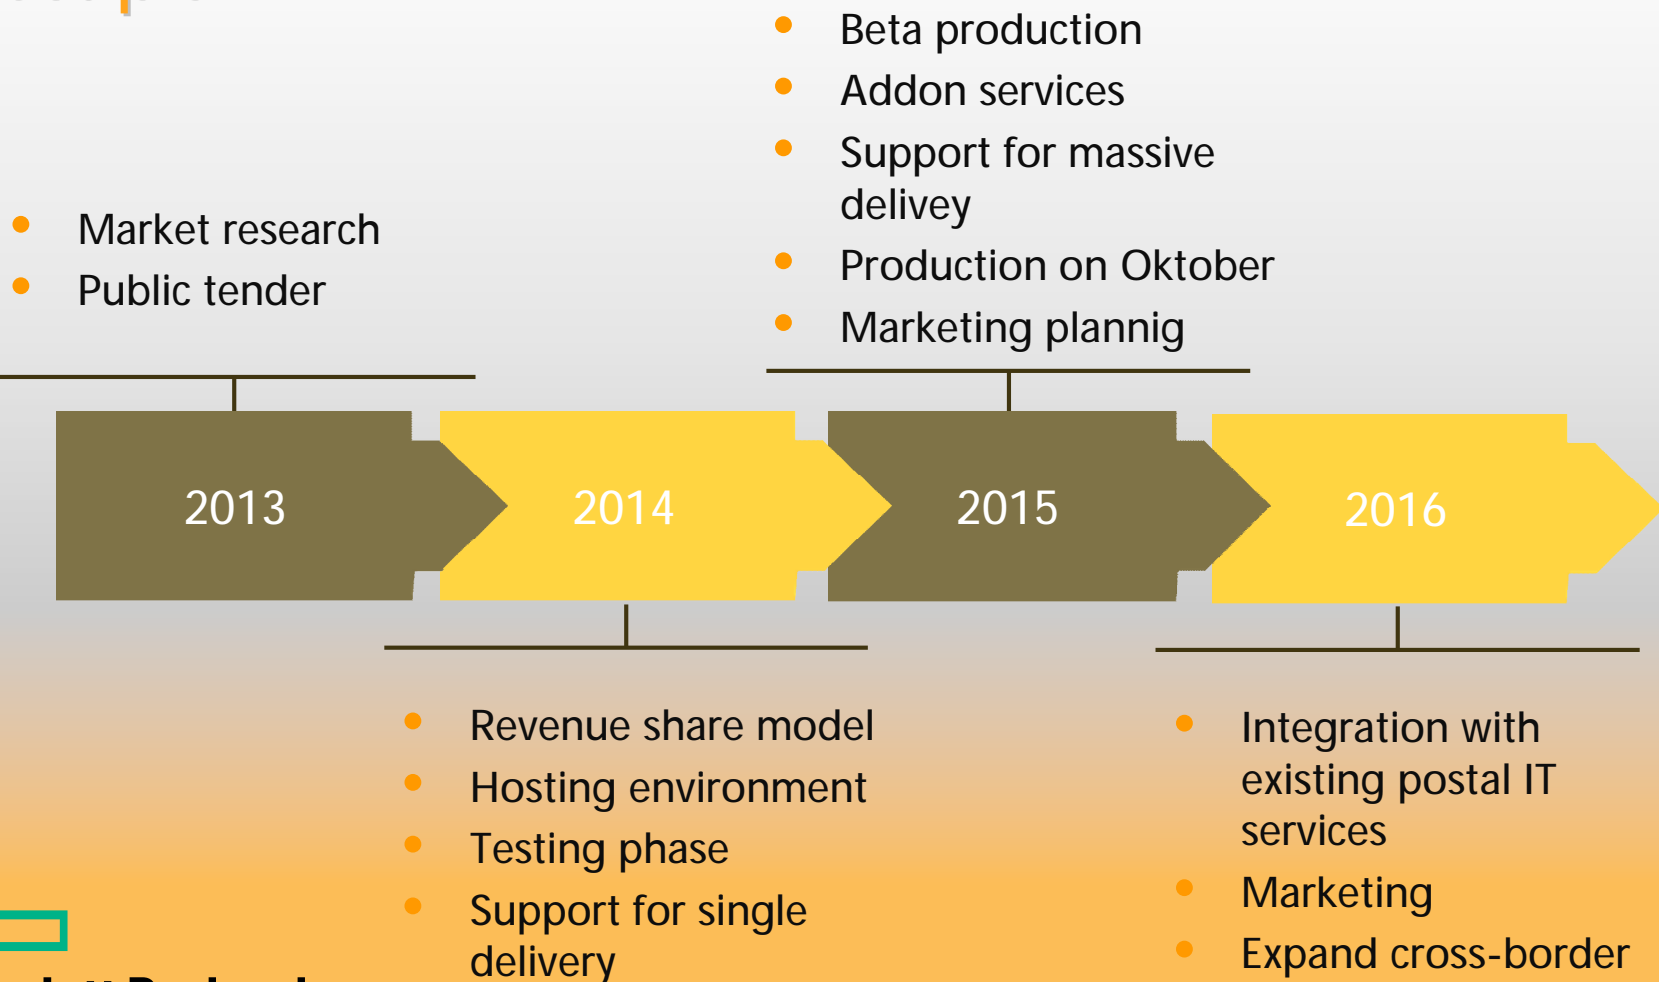 Market research
Public tender
Beta production
Addon services
Support for massive
delivey
Production on Oktober
Marketing plannig
2013
2014
2015
2016
Revenue share model
Hosting environment
Testing phase
Support for single
delivery
Integration with
existing postal IT
services
Marketing
Expand cross-border